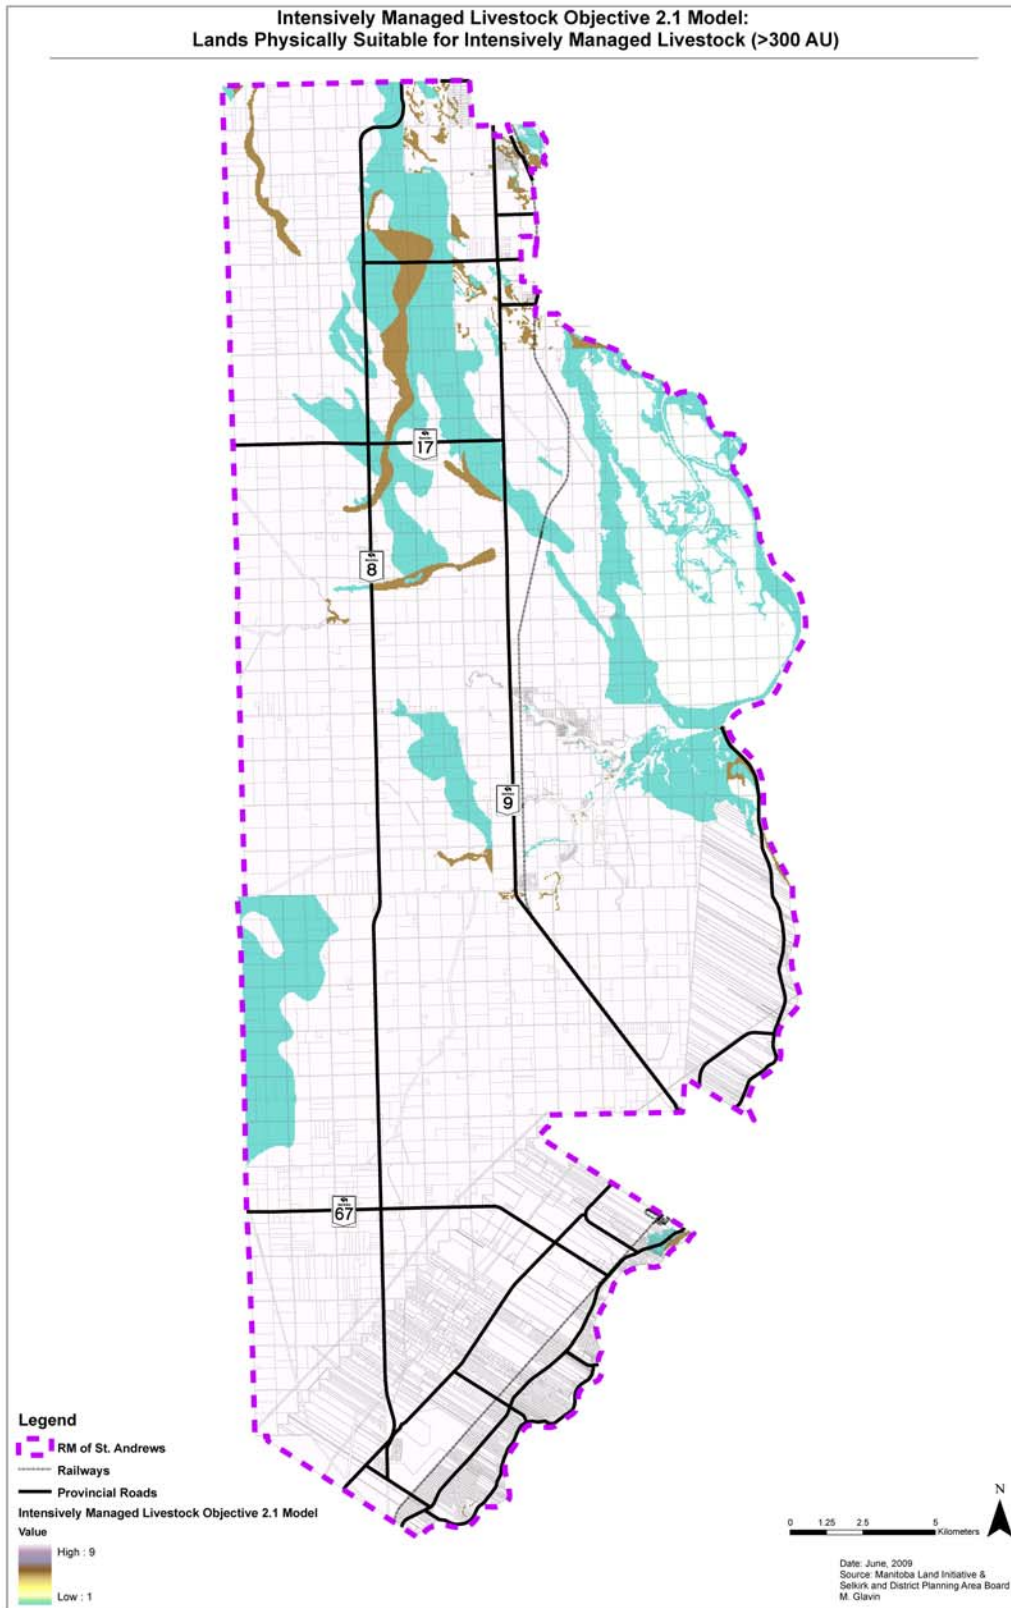 Intensively Managed Livestock Objective 2.1 Model:
Lands Physically Suitable for Intensively Managed Livestock (>300 AU)
17
8
9
67
Legend
RM of St. Andrews
Railways
Provincial Roads
Intensively Managed Livestock Objective 2.1 Model
Value
High : 9
Low : 1
N
0 1.25 2.5 5
Kilometers
Date: June, 2009
Source: Manitoba Land Initiative &
Selkirk and District Planning Area Board
M. Glavin